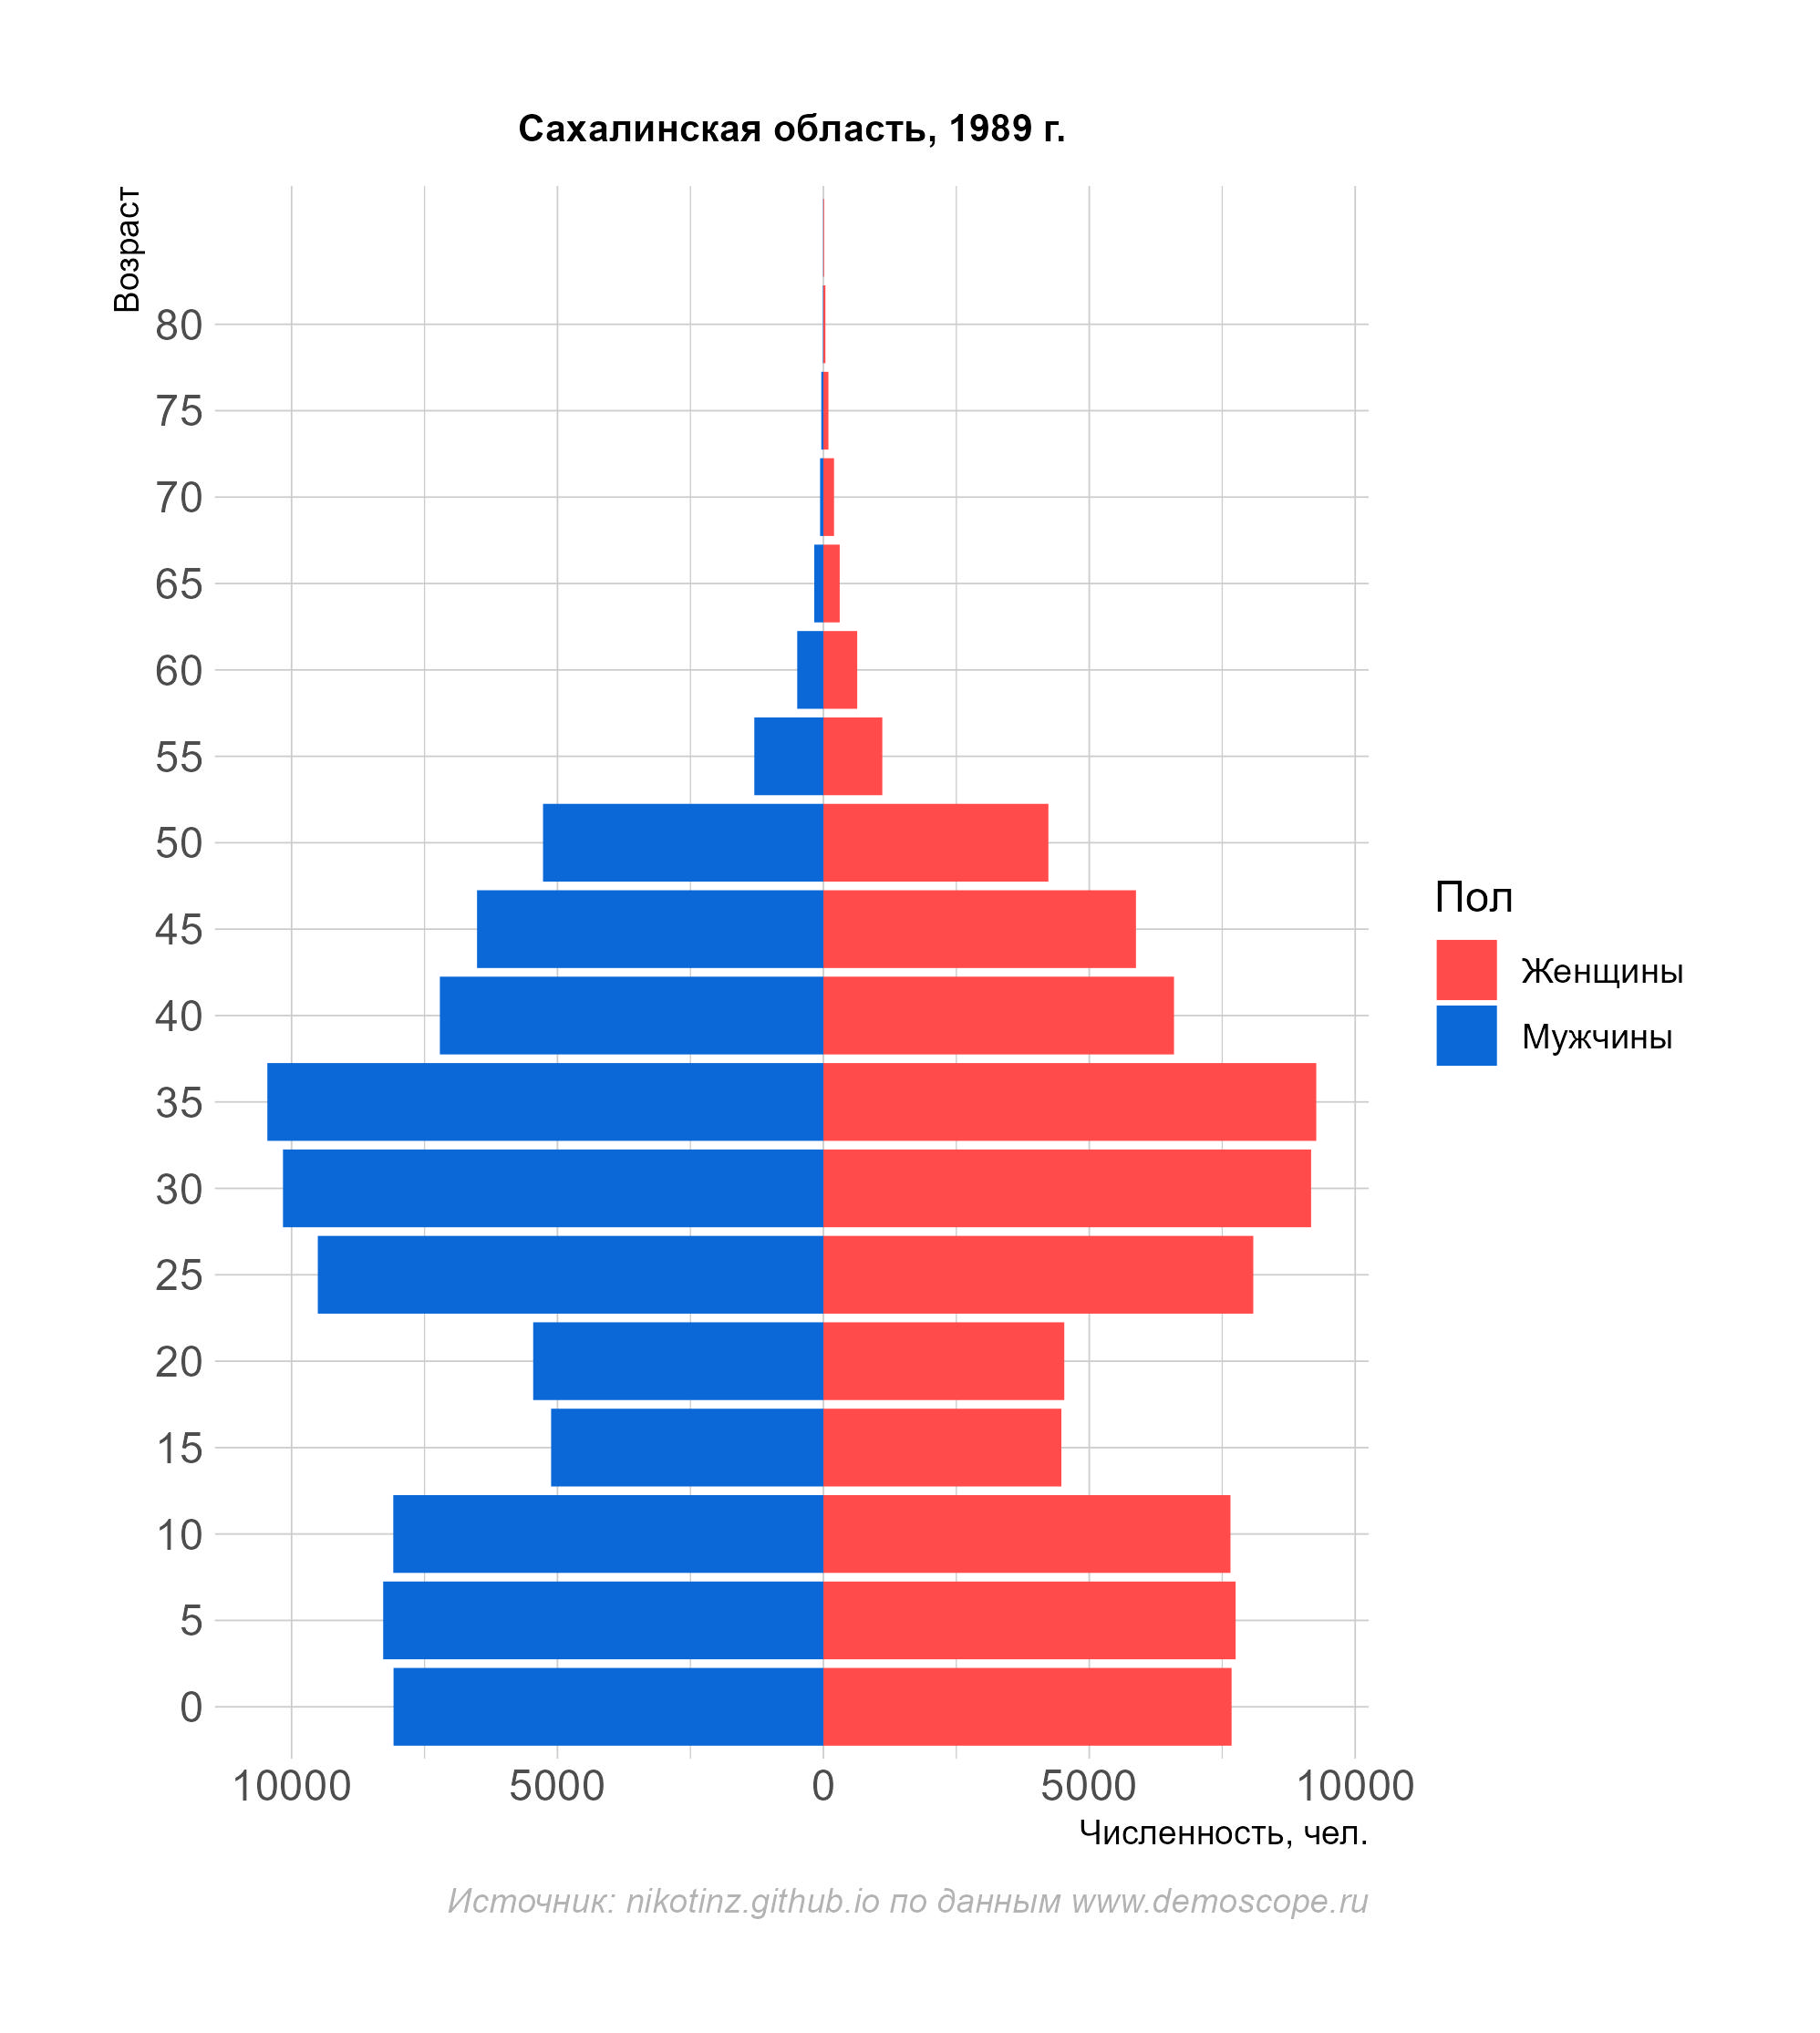 Сахалинская область, 1989 г.
Возраст
80
75
70
65
60
55
50
45
40
35
30
25
20
15
10
5
0
10000 5000 0 5000 10000
Численность, чел.
Пол
Женщины
Мужчины
Источник: nikotinz.github.io по данным www.demoscope.ru